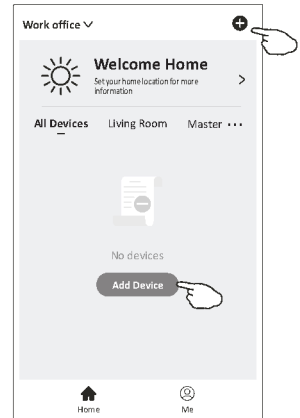 Work office
Welcome Home
Set your home location for more
information
All Devices Living Room Master ...
No devices
Add Device
Home Me